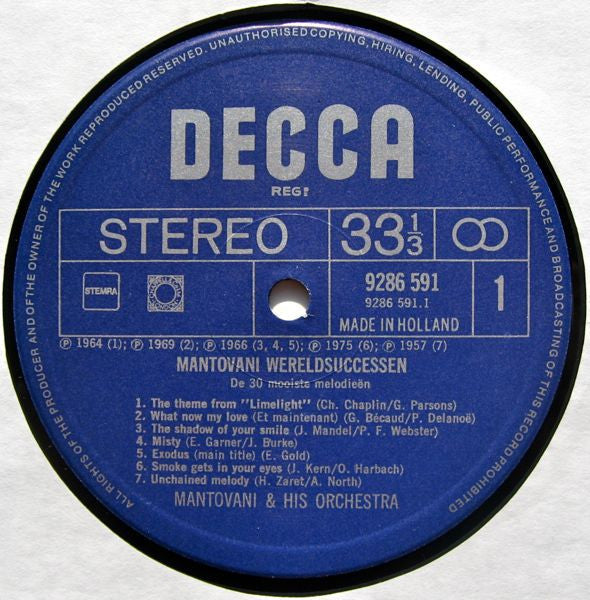 ALL RIGHTS OF THE PRODUCER AND OF THE OWNER OF THE WORK REPRODUCED RESERVED. UNAUTHORISED COPYING, HIRING, LENDING, PUBLIC PERFORMANCE AND BROADCASTING OF THIS RECORD PROHIBITED
DECCA
REG!
STEREO 33 1/3
STEMRA 9286 591 1
9286 591.1
MADE IN HOLLAND
℗ 1964 (1); ℗ 1969 (2); ℗ 1966 (3, 4, 5); ℗ 1975 (6); ℗ 1957 (7)
MANTOVANI WERELDSUCCESSEN
De 30 mooiste melodieën
1. The theme from "Limelight" (Ch. Chaplin/G. Parsons)
2. What now my love (Et maintenant) (G. Bécaud/P. Delanoë)
3. The shadow of your smile (J. Mandel/P. F. Webster)
4. Misty (E. Garner/J. Burke)
5. Exodus (main title) (E. Gold)
6. Smoke gets in your eyes (J. Kern/O. Harbach)
7. Unchained melody (H. Zaret/A. North)
MANTOVANI & HIS ORCHESTRA